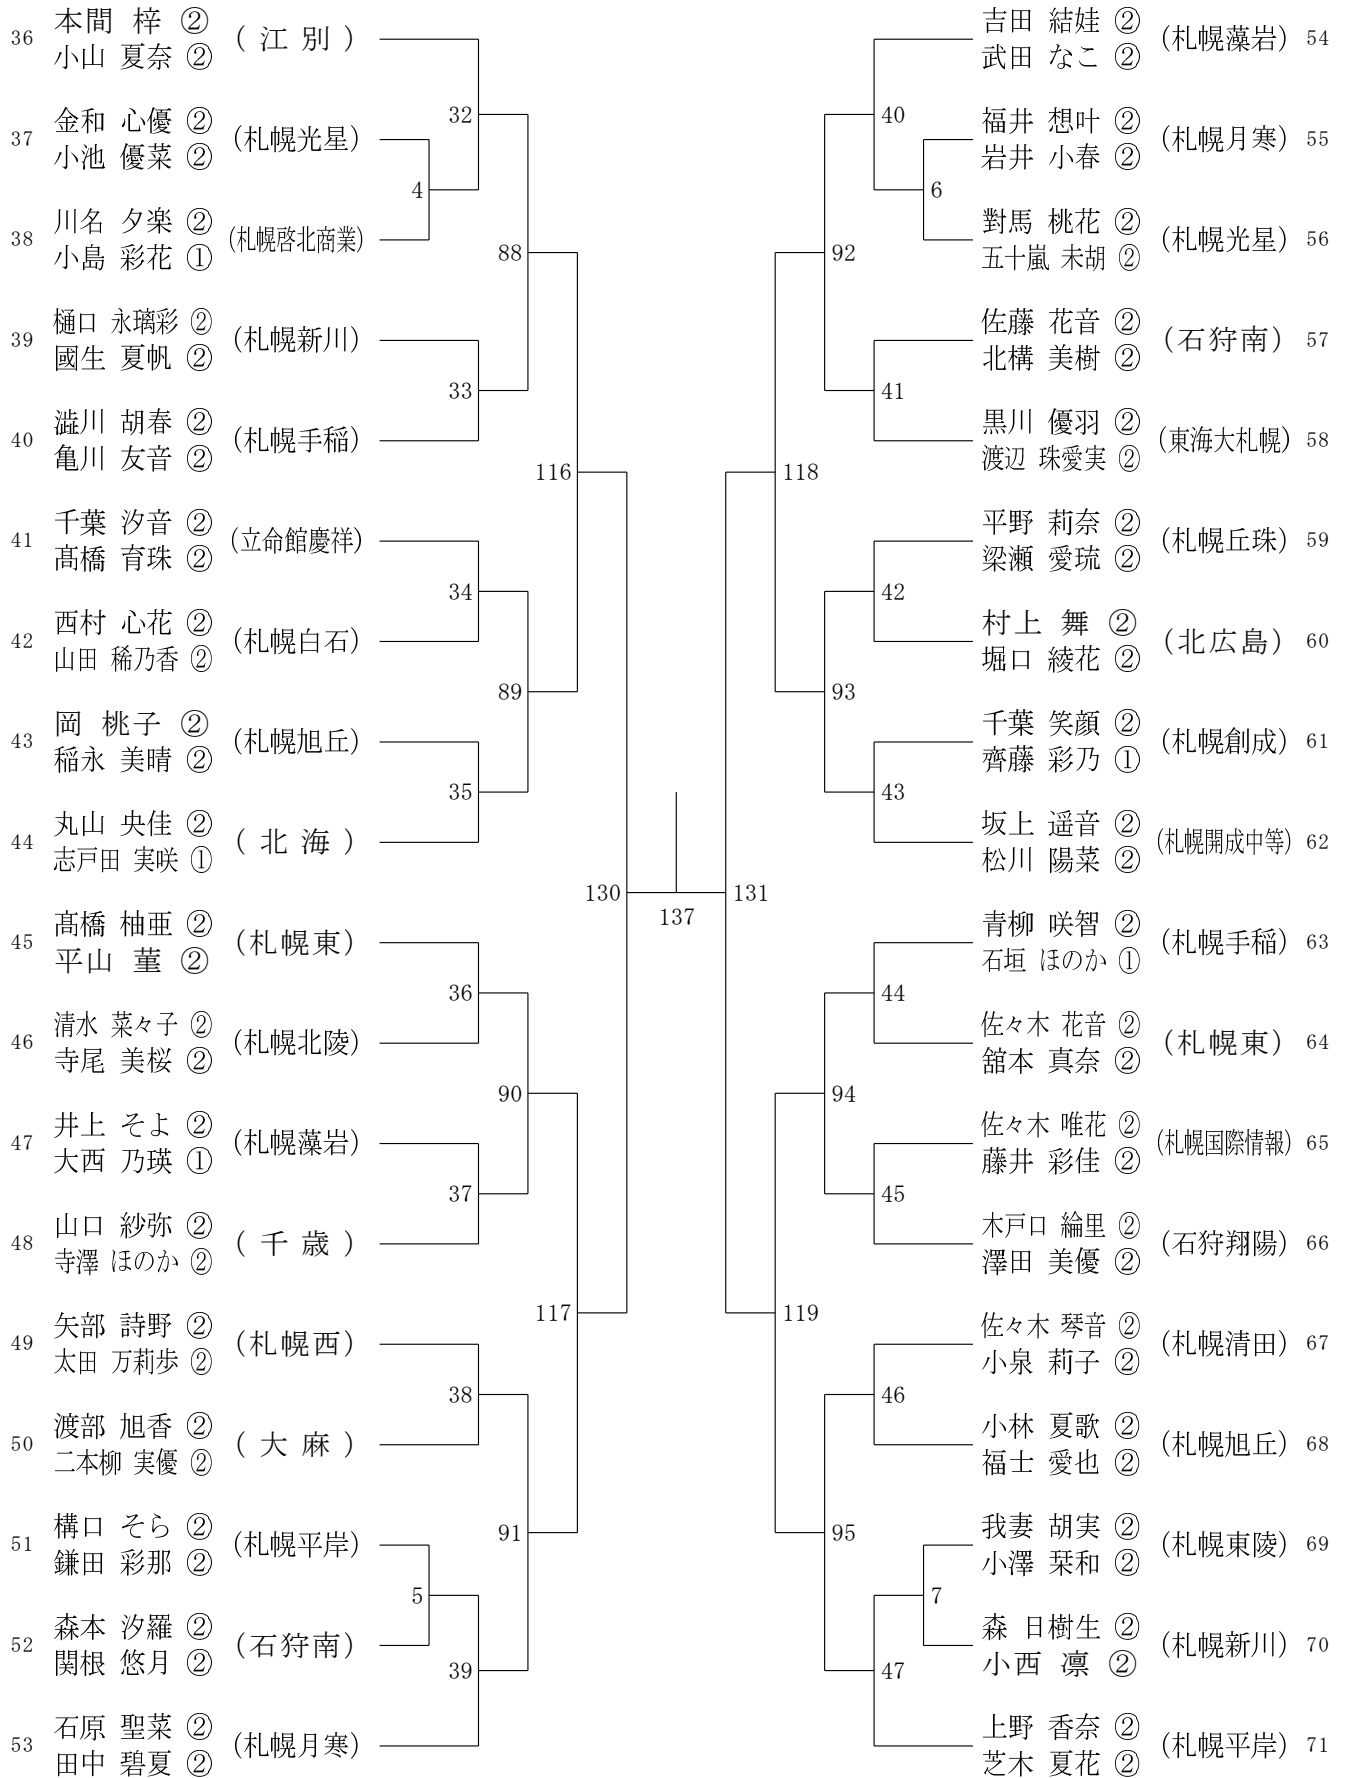 36 本間 梓 ② (江別)
小山 夏奈 ②
37 金和 心優 ② (札幌光星)
小池 優菜 ②
38 川名 夕楽 ② (札幌啓北商業)
小島 彩花 ①
39 樋口 永璃彩 ② (札幌新川)
國生 夏帆 ②
40 澁川 胡春 ② (札幌手稲)
亀川 友音 ②
41 千葉 汐音 ② (立命館慶祥)
髙橋 育珠 ②
42 西村 心花 ② (札幌白石)
山田 稀乃香 ②
43 岡 桃子 ② (札幌旭丘)
稲永 美晴 ②
44 丸山 央佳 ② (北海)
志戸田 実咲 ①
45 髙橋 柚亜 ② (札幌東)
平山 菫 ②
46 清水 菜々子 ② (札幌北陵)
寺尾 美桜 ②
47 井上 そよ ② (札幌藻岩)
大西 乃瑛 ①
48 山口 紗弥 ② (千歳)
寺澤 ほのか ②
49 矢部 詩野 ② (札幌西)
太田 万莉歩 ②
50 渡部 旭香 ② (大麻)
二本柳 実優 ②
51 構口 そら ② (札幌平岸)
鎌田 彩那 ②
52 森本 汐羅 ② (石狩南)
関根 悠月 ②
53 石原 聖菜 ② (札幌月寒)
田中 碧夏 ②
4
5
32
33
34
35
36
37
38
39
88
89
90
91
116
117
130
137
131
118
119
92
93
94
95
40
41
42
43
44
45
46
47
6
7
吉田 結娃 ② (札幌藻岩) 54
武田 なこ ②
福井 想叶 ② (札幌月寒) 55
岩井 小春 ②
對馬 桃花 ② (札幌光星) 56
五十嵐 未胡 ②
佐藤 花音 ② (石狩南) 57
北構 美樹 ②
黒川 優羽 ② (東海大札幌) 58
渡辺 珠愛実 ②
平野 莉奈 ② (札幌丘珠) 59
梁瀬 愛琉 ②
村上 舞 ② (北広島) 60
堀口 綾花 ②
千葉 笑顔 ② (札幌創成) 61
齊藤 彩乃 ①
坂上 遥音 ② (札幌開成中等) 62
松川 陽菜 ②
青柳 咲智 ② (札幌手稲) 63
石垣 ほのか ①
佐々木 花音 ② (札幌東) 64
舘本 真奈 ②
佐々木 唯花 ② (札幌国際情報) 65
藤井 彩佳 ②
木戸口 綸里 ② (石狩翔陽) 66
澤田 美優 ②
佐々木 琴音 ② (札幌清田) 67
小泉 莉子 ②
小林 夏歌 ② (札幌旭丘) 68
福士 愛也 ②
我妻 胡実 ② (札幌東陵) 69
小澤 栞和 ②
森 日樹生 ② (札幌新川) 70
小西 凛 ②
上野 香奈 ② (札幌平岸) 71
芝木 夏花 ②